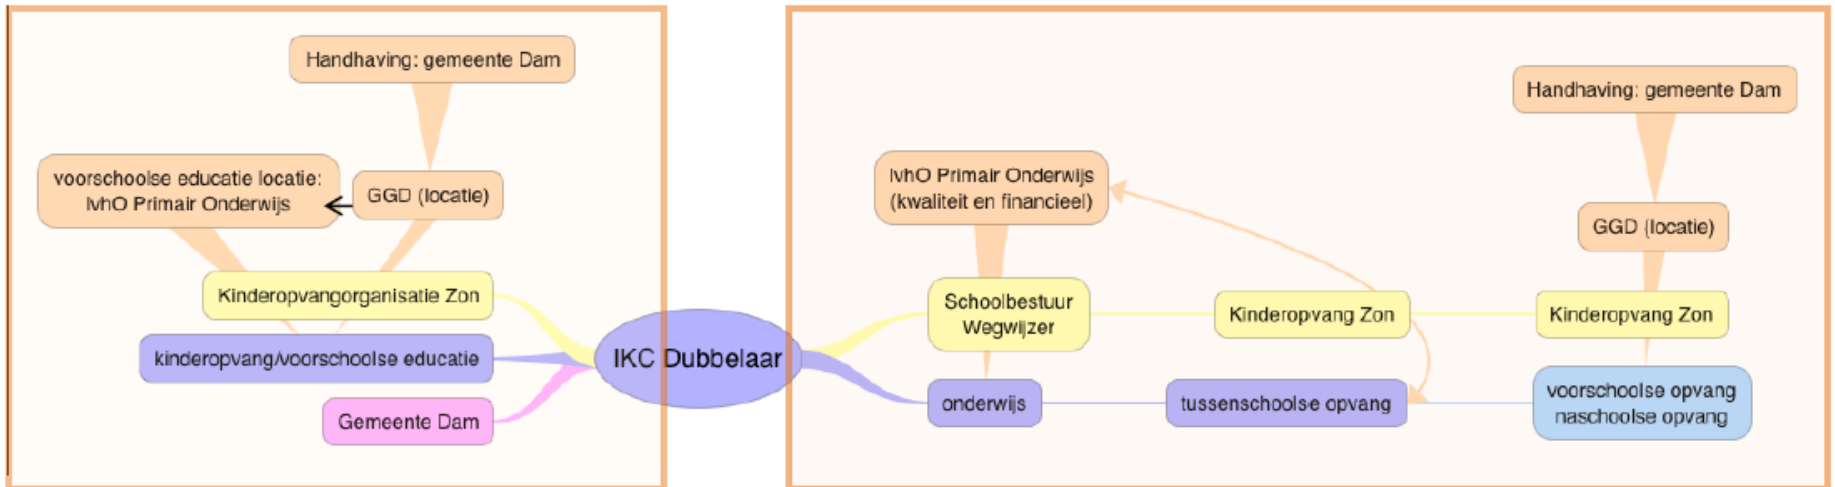 Handhaving: gemeente Dam
voorschoolse educatie locatie:
IvhO Primair Onderwijs
GGD (locatie)
Kinderopvangorganisatie Zon
kinderopvang/voorschoolse educatie
Gemeente Dam
IKC Dubbelaar
IvhO Primair Onderwijs
(kwaliteit en financieel)
Schoolbestuur
Wegwijzer
onderwijs
Kinderopvang Zon
tussenschoolse opvang
Handhaving: gemeente Dam
GGD (locatie)
Kinderopvang Zon
voorschoolse opvang
naschoolse opvang